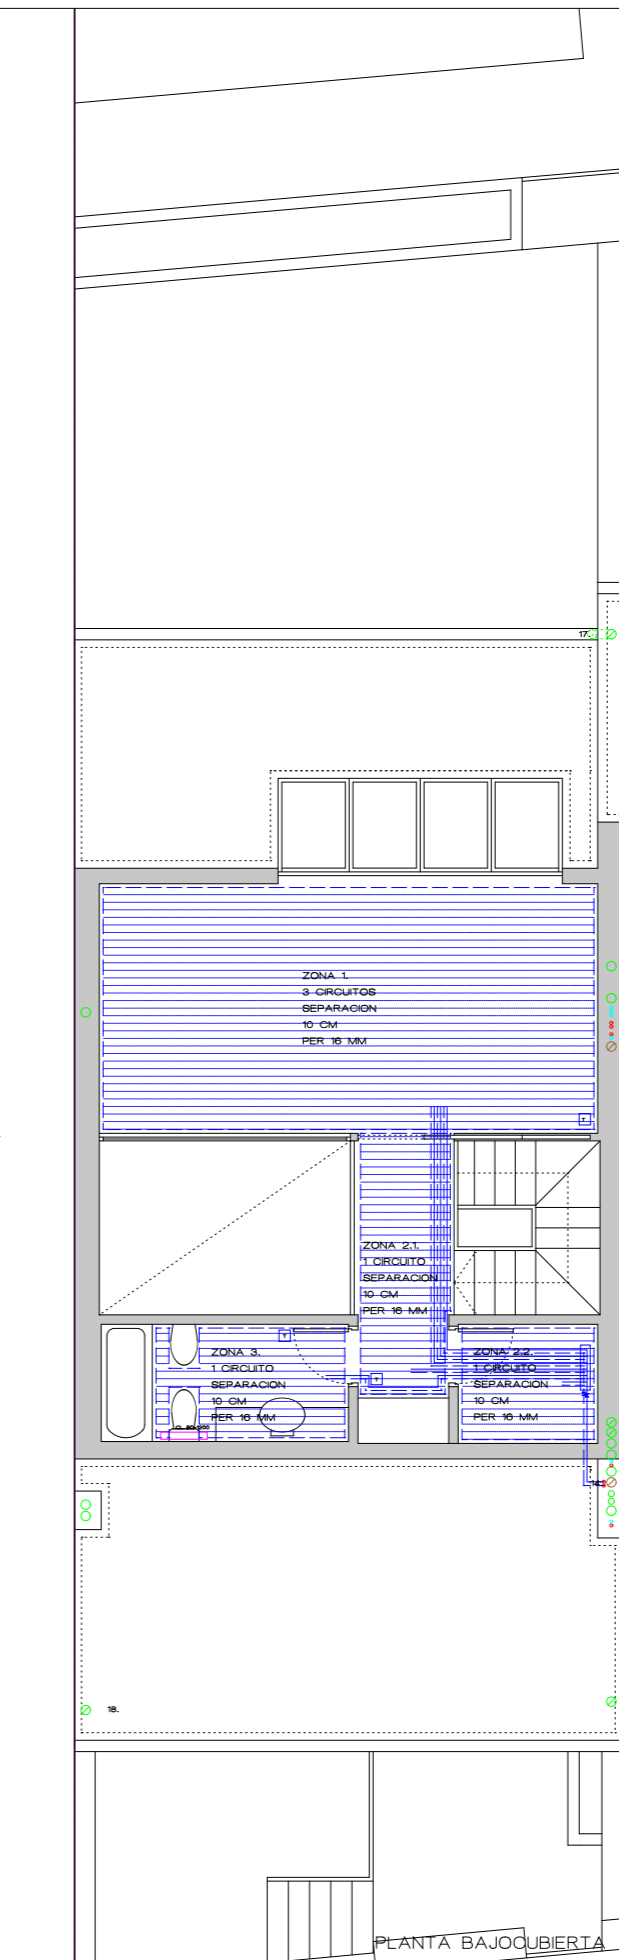 17.
ZONA 1.
3 CIRCUITOS
SEPARACION
10 CM
PER 16 MM
T
ZONA 2.1.
1 CIRCUITO
SEPARACION
10 CM
PER 16 MM
T
ZONA 3.
1 CIRCUITO
SEPARACION
10 CM
PER 16 MM
T
ZONA 2.2.
1 CIRCUITO
SEPARACION
10 CM
PER 16 MM
18.
PLANTA BAJOCUBIERTA